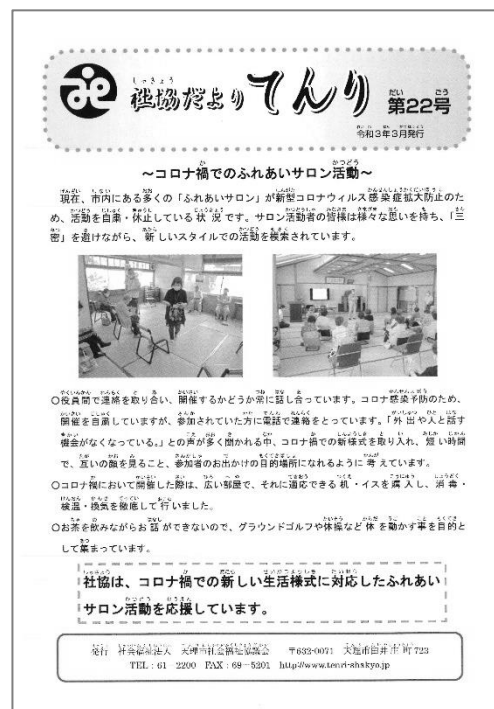 社協だより てんり 第22号
令和3年3月発行
～コロナ禍でのふれあいサロン活動～
現在、市内にある多くの「ふれあいサロン」が新型コロナウィルス感染症拡大防止のた
め、活動を自粛・休止している状況です。サロン活動者の皆様は様々な思いを持ち、「三
密」を避けながら、新しいスタイルでの活動を模索されています。
○役員間で連絡を取り合い、開催するかどうか常に話し合っています。コロナ感染予防のため、
開催を自粛していますが、参加されていた方に電話で連絡をとっています。「外出や人と話す
機会がなくなっている。」との声が多く聞かれる中、コロナ禍での新様式を取り入れ、短い時間
で、互いの顔を見ること、参加者のお出かけの目的場所になれるように考えています。
○コロナ禍において開催した際は、広い部屋で、それに適応できる机・イスを購入し、消毒・
検温・換気を徹底して行いました。
○お茶を飲みながらお話ができないので、グラウンドゴルフや体操など体を動かす事を目的と
して集まっています。
社協は、コロナ禍での新しい生活様式に対応したふれあい
サロン活動を応援しています。
発行 社会福祉法人 天理市社会福祉協議会 〒632-0071 天理市田井庄町723
TEL：61－2200 FAX：69－5201 http://www.tenri-shakyo.jp